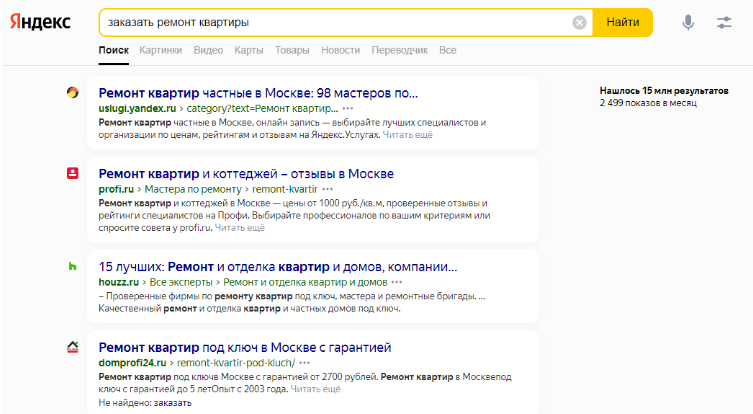 Яндекс
заказать ремонт квартиры
Найти
Поиск Картинки Видео Карты Товары Новости Переводчик Все
Ремонт квартир частные в Москве: 98 мастеров по...
uslugi.yandex.ru › category?text=Ремонт квартир...
Ремонт квартир частные в Москве, онлайн запись — выбирайте лучших специалистов и
организации по ценам, рейтингам и отзывам на Яндекс.Услугах. Читать ещё
Нашлось 15 млн результатов
2 499 показов в месяц
Ремонт квартир и коттеджей – отзывы в Москве
profi.ru › Мастера по ремонту › remont-kvartir
Ремонт квартир и коттеджей в Москве — цены от 1000 руб./кв.м, проверенные отзывы и
рейтинги специалистов на Профи. Выбирайте профессионалов по вашим критериям или
спросите совета у profi.ru. Читать ещё
15 лучших: Ремонт и отделка квартир и домов, компании...
houzz.ru › Все эксперты › Ремонт и отделка квартир и домов
– Проверенные фирмы по ремонту квартир под ключ, мастера и ремонтные бригады. ...
Качественный ремонт и отделка квартир и частных домов под ключ.
Ремонт квартир под ключ в Москве с гарантией
domprofi24.ru › remont-kvartir-pod-kluch/
Ремонт квартир под ключв Москве с гарантией от 2700 рублей. Ремонт квартир в Москвепод
ключ с гарантией до 5 летОпыт с 2003 года. Читать ещё
Не найдено: заказать